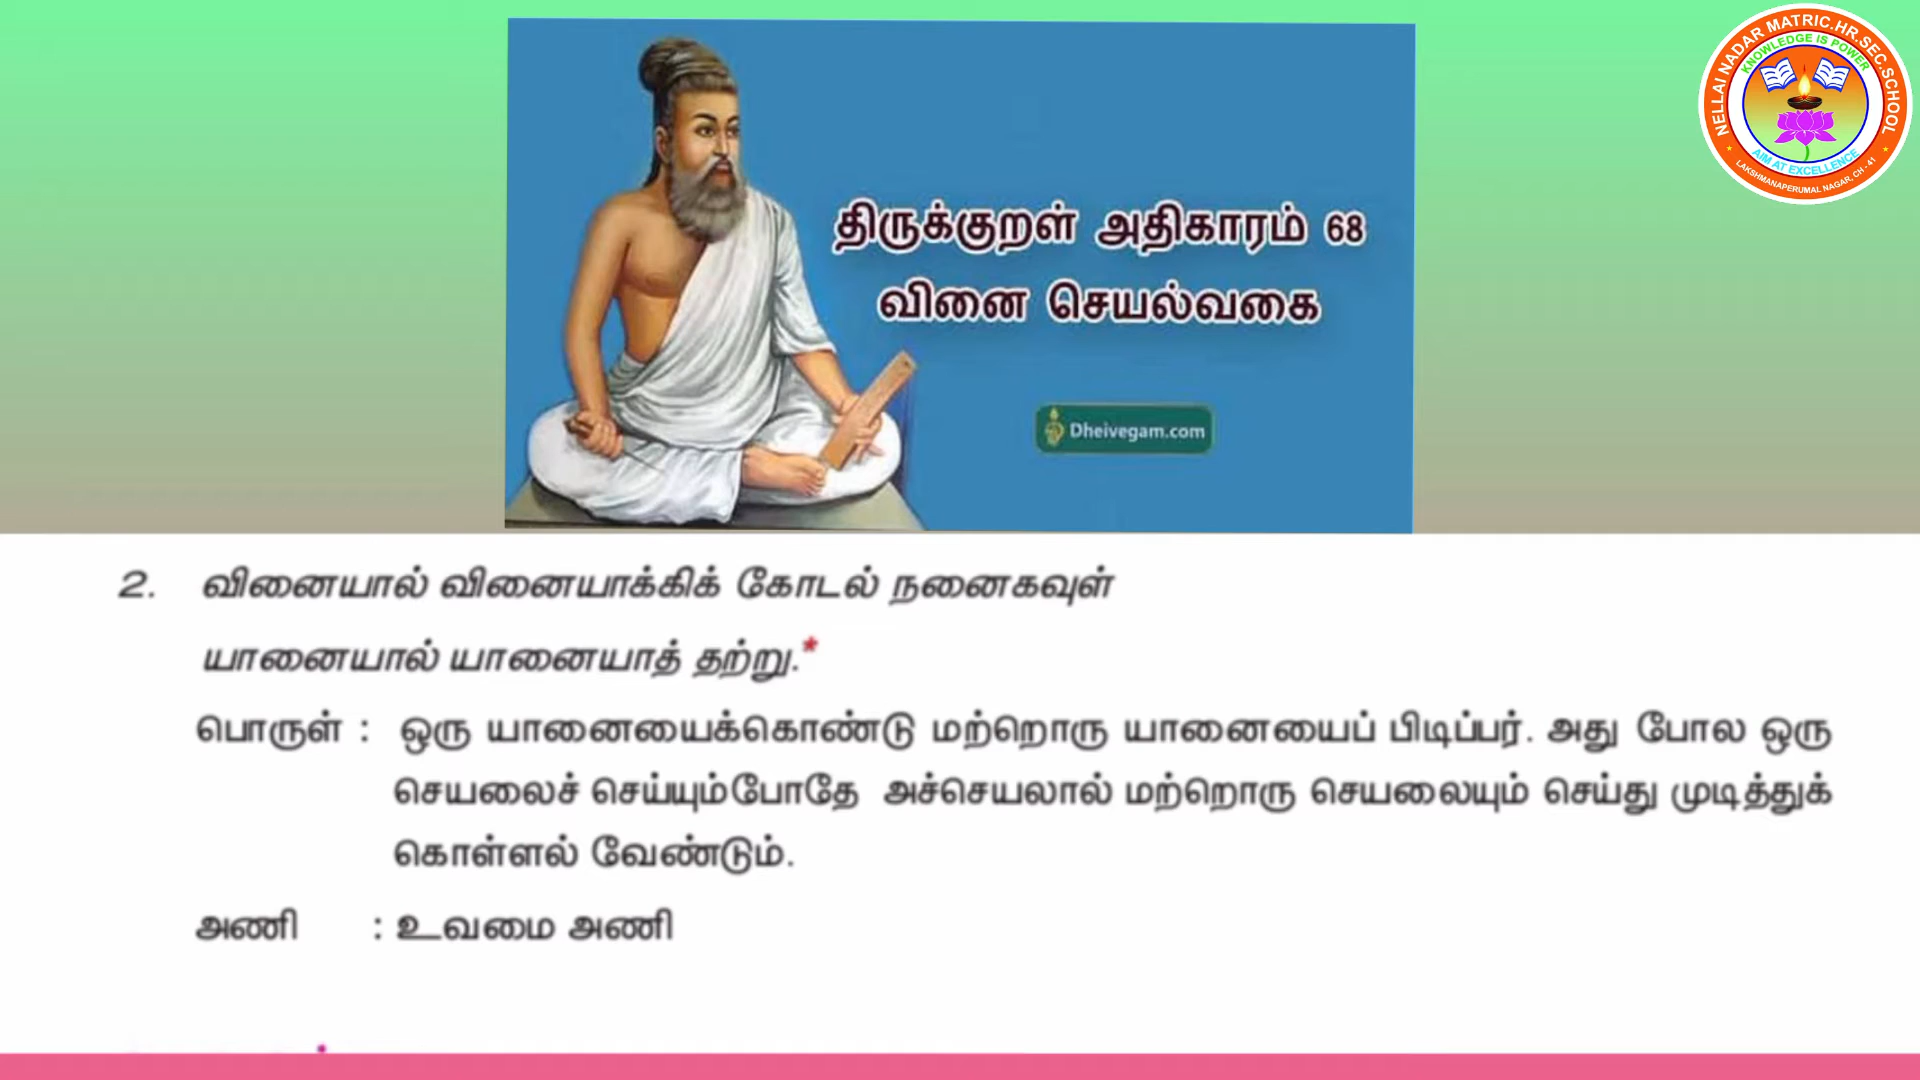 திருக்குறள் அதிகாரம் 68
வினை செயல்வகை
Dheivegam.com
NELLAI NADAR MATRIC.HR.SEC.SCHOOL
KNOWLEDGE IS POWER
AIM AT EXCELLENCE
LAKSHMANAPERUMAL NAGAR, CH - 41
2. வினையால் வினையாக்கிக் கோடல் நனைகவுள்
யானையால் யானையாத் தற்று.*
பொருள் : ஒரு யானையைக்கொண்டு மற்றொரு யானையைப் பிடிப்பர். அது போல ஒரு
செயலைச் செய்யும்போதே அச்செயலால் மற்றொரு செயலையும் செய்து முடித்துக்
கொள்ளல் வேண்டும்.
அணி : உவமை அணி